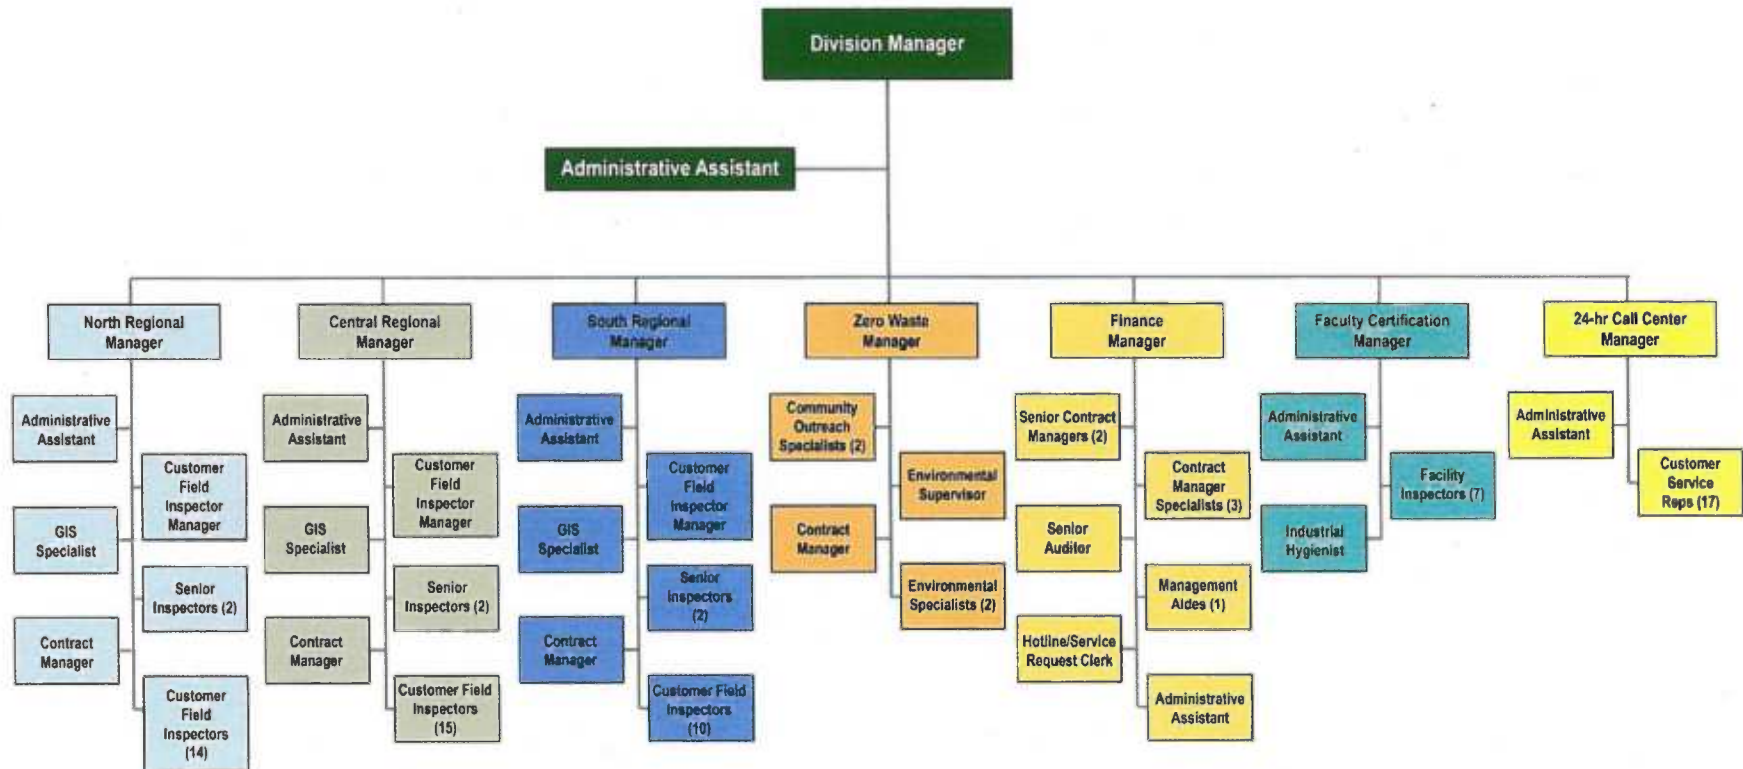 Division Manager
Administrative Assistant
North Regional
Manager
Administrative
Assistant
Customer
Field
Inspector
Manager
GIS
Specialist
Senior
Inspectors (2)
Contract
Manager
Customer
Field
Inspectors
(14)
Central Regional
Manager
Administrative
Assistant
Customer
Field
Inspector
Manager
GIS
Specialist
Senior
Inspectors (2)
Contract
Manager
Customer Field
Inspectors
(15)
South Regional
Manager
Administrative
Assistant
Customer
Field
Inspector
Manager
GIS
Specialist
Senior
Inspectors
(2)
Contract
Manager
Customer Field
Inspectors
(10)
Zero Waste
Manager
Community
Outreach
Specialists (2)
Environmental
Supervisor
Contract
Manager
Environmental
Specialists (2)
Finance
Manager
Senior Contract
Managers (2)
Contract
Manager
Specialists (3)
Senior
Auditor
Management
Aides (1)
Hotline/Service
Request Clerk
Administrative
Assistant
Faculty Certification
Manager
Administrative
Assistant
Facility
Inspectors (7)
Industrial
Hygienist
24-hr Call Center
Manager
Administrative
Assistant
Customer
Service
Reps (17)